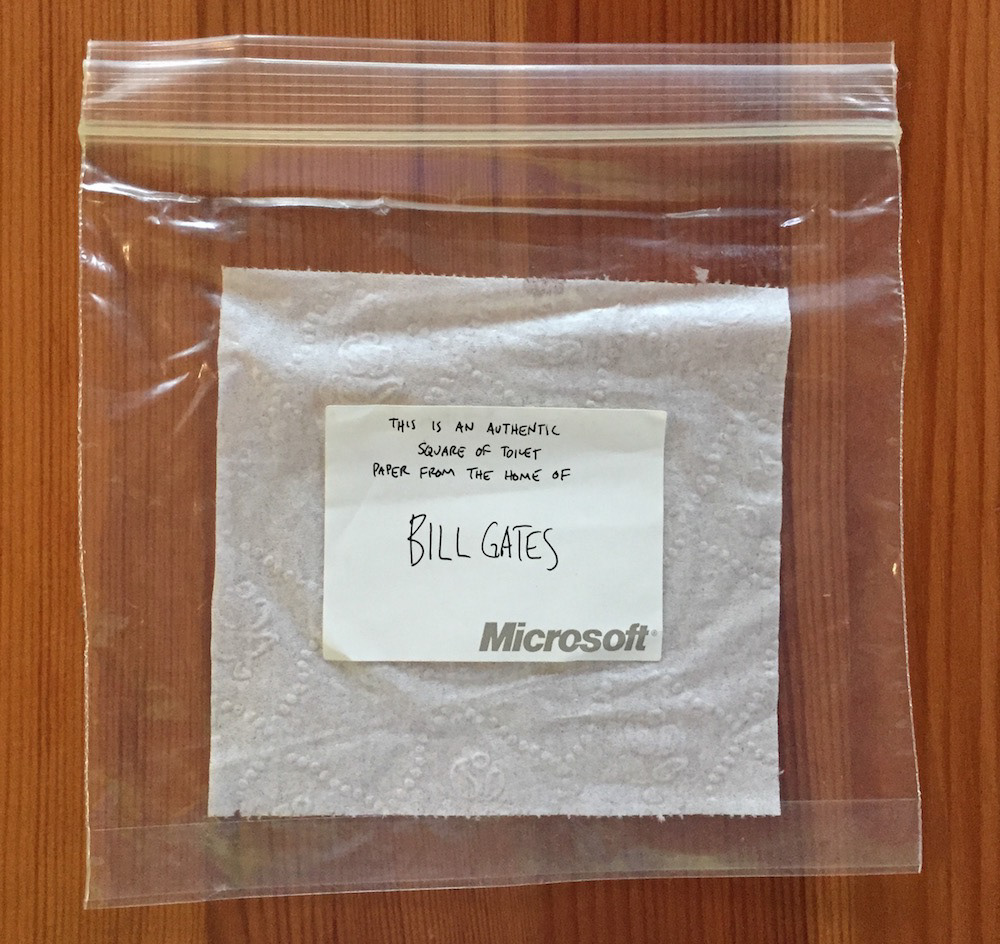 THIS IS AN AUTHENTIC
SQUARE OF TOILET
PAPER FROM THE HOME OF
BILL GATES
Microsoft®